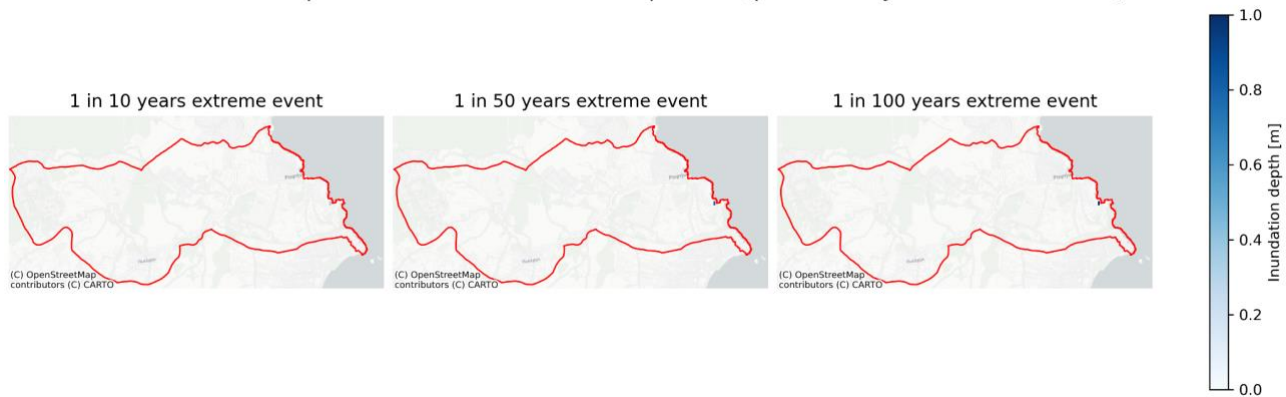 1 in 10 years extreme event
1 in 50 years extreme event
1 in 100 years extreme event
(C) OpenStreetMap
contributors (C) CARTO
(C) OpenStreetMap
contributors (C) CARTO
(C) OpenStreetMap
contributors (C) CARTO
1.0
0.8
0.6
0.4
0.2
0.0
Inundation depth [m]